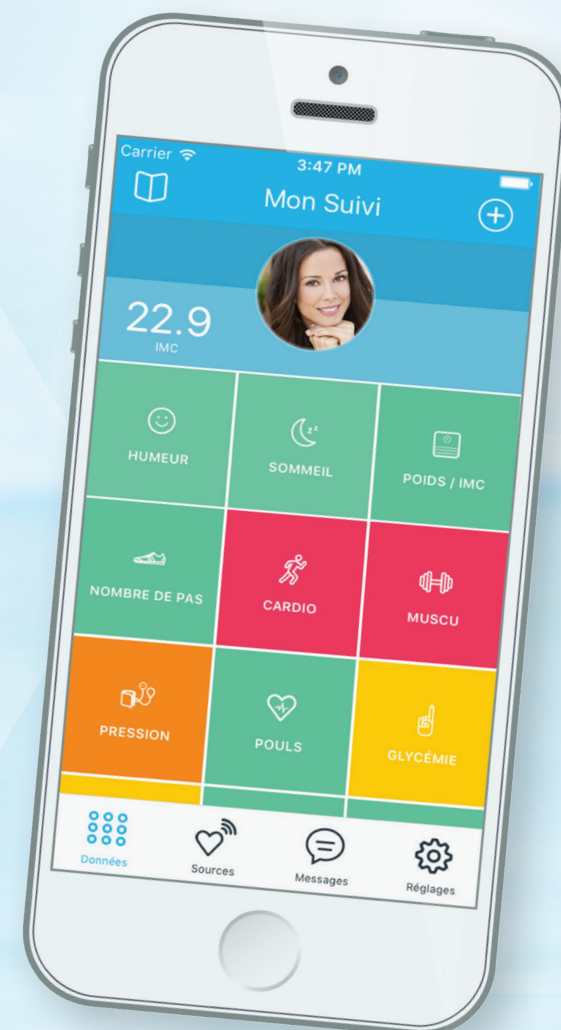 Carrier
3:47 PM
Mon Suivi
22.9
IMC
HUMEUR
SOMMEIL
POIDS / IMC
NOMBRE DE PAS
CARDIO
MUSCU
PRESSION
POULS
GLYCÉMIE
Données
Sources
Messages
Réglages